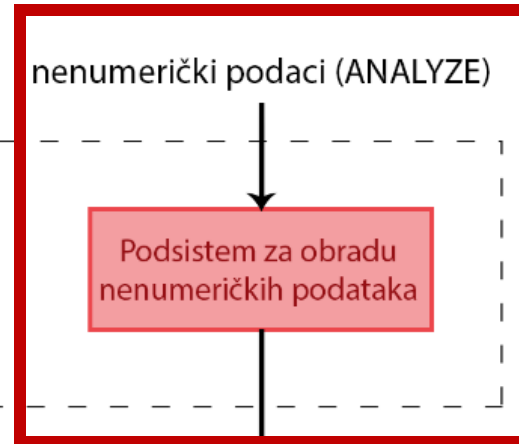 nenumerički podaci (ANALYZE)
Podsistem za obradu
nenumeričkih podataka